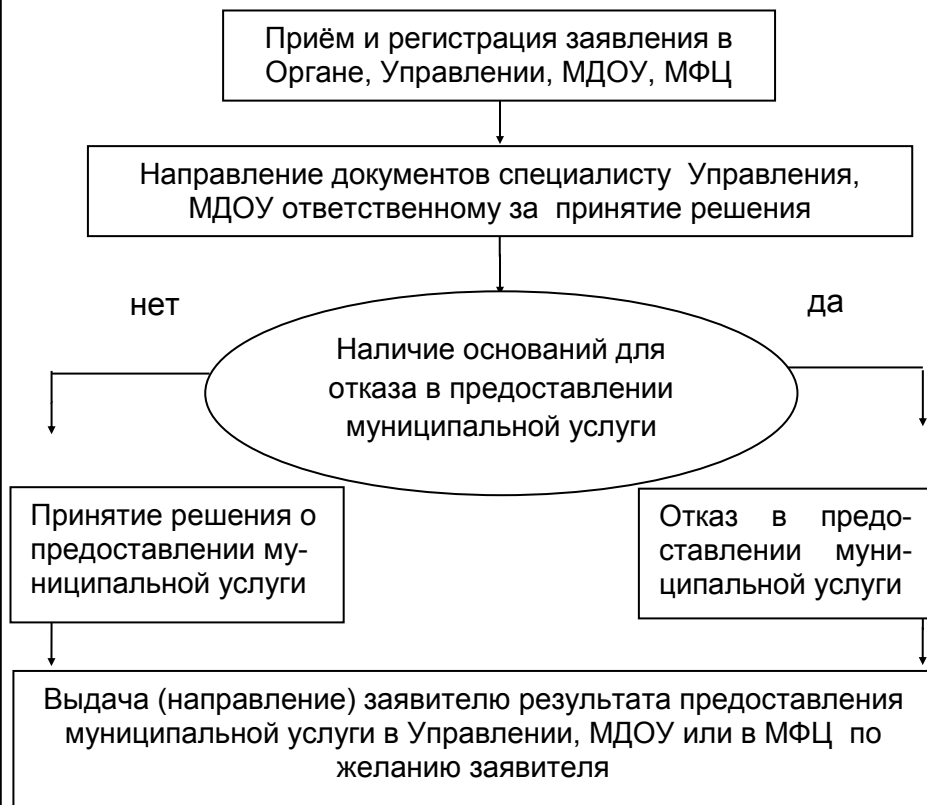 Приём и регистрация заявления в
Органе, Управлении, МДОУ, МФЦ
Направление документов специалисту Управления,
МДОУ ответственному за принятие решения
нет
да
Наличие оснований для
отказа в предоставлении
муниципальной услуги
Принятие решения о
предоставлении му-
ниципальной услуги
Отказ в предо-
ставлении муни-
ципальной услуги
Выдача (направление) заявителю результата предоставления
муниципальной услуги в Управлении, МДОУ или в МФЦ по
желанию заявителя